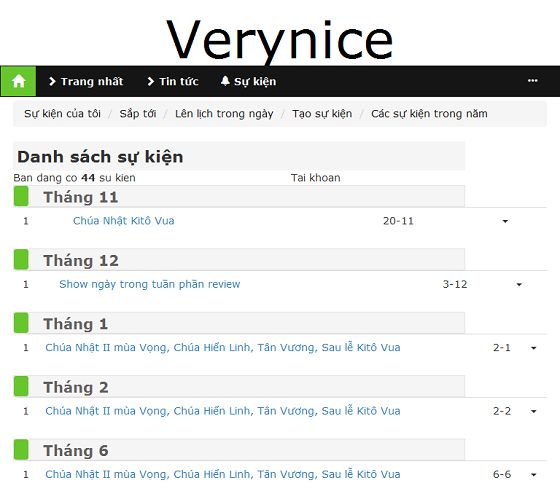 Verynice
Trang nhất Tin tức Sự kiện
Sự kiện của tôi / Sắp tới / Lên lịch trong ngày / Tạo sự kiện / Các sự kiện trong năm
Danh sách sự kiện
Ban dang co 44 su kien Tai khoan
Tháng 11
1 Chúa Nhật Kitô Vua 20-11
Tháng 12
1 Show ngày trong tuần phần review 3-12
Tháng 1
1 Chúa Nhật II mùa Vọng, Chúa Hiển Linh, Tân Vương, Sau lễ Kitô Vua 2-1
Tháng 2
1 Chúa Nhật II mùa Vọng, Chúa Hiển Linh, Tân Vương, Sau lễ Kitô Vua 2-2
Tháng 6
1 Chúa Nhật II mùa Vọng, Chúa Hiển Linh, Tân Vương, Sau lễ Kitô Vua 6-6